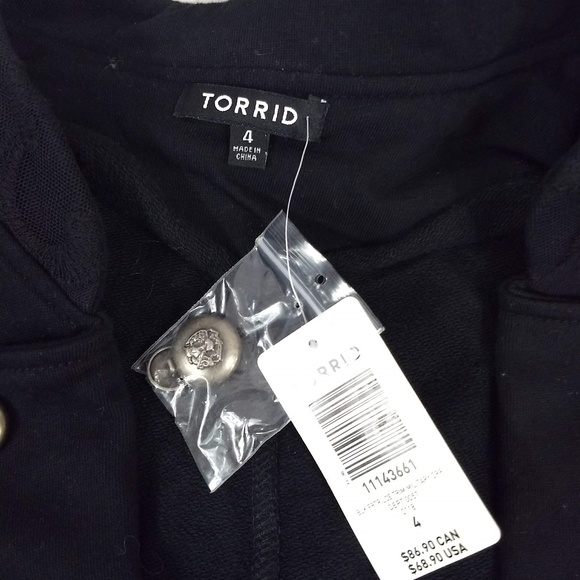 TORRID
4
MADE IN
CHINA
TORRID
11143661
4
$86.90 CAN
$68.90 USA